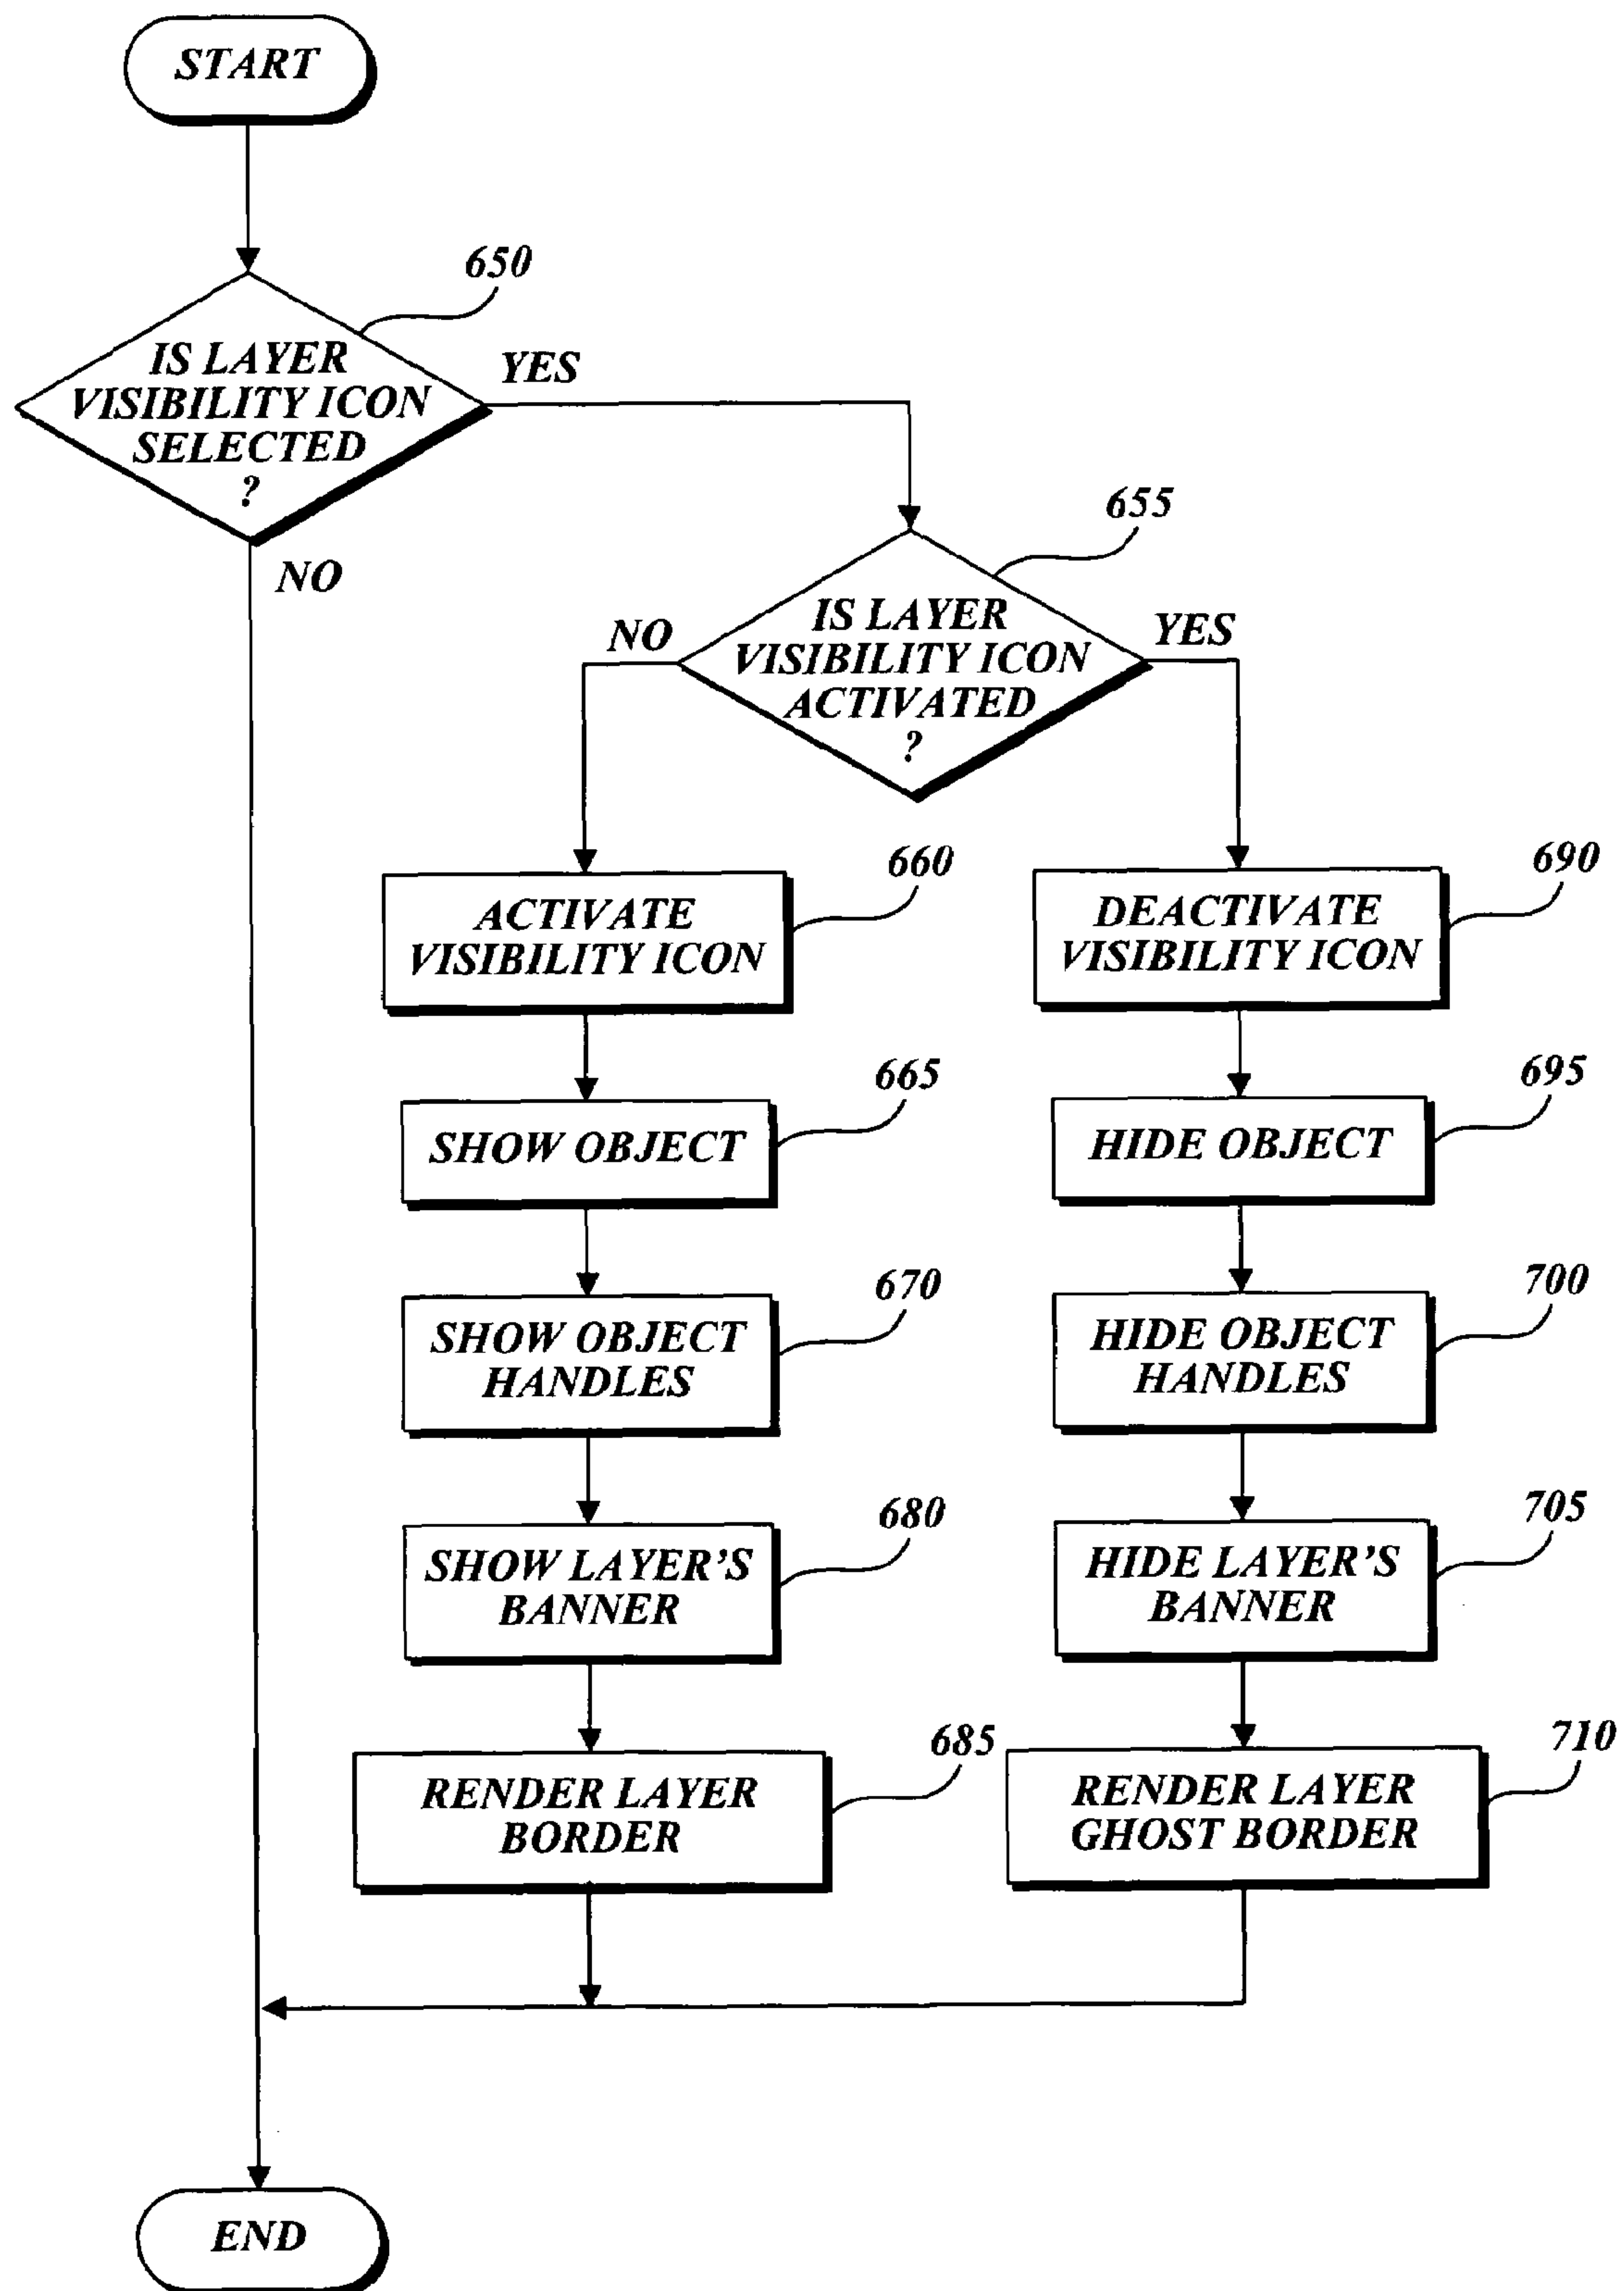 START
650
IS LAYER
VISIBILITY ICON
SELECTED
?
YES
NO
655
IS LAYER
VISIBILITY ICON
ACTIVATED
?
NO
YES
660
ACTIVATE
VISIBILITY ICON
690
DEACTIVATE
VISIBILITY ICON
665
SHOW OBJECT
695
HIDE OBJECT
670
SHOW OBJECT
HANDLES
700
HIDE OBJECT
HANDLES
680
SHOW LAYER'S
BANNER
705
HIDE LAYER'S
BANNER
685
RENDER LAYER
BORDER
710
RENDER LAYER
GHOST BORDER
END